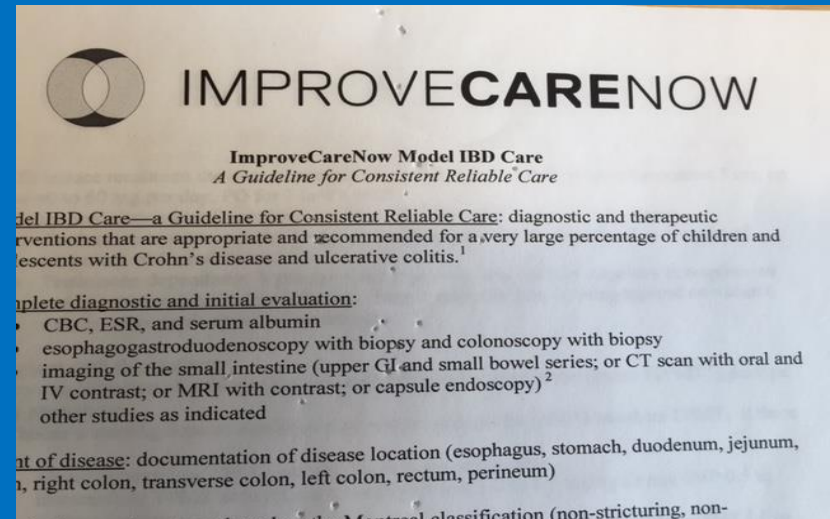 IMPROVECARENOW
ImproveCareNow Model IBD Care
A Guideline for Consistent Reliable Care
del IBD Care—a Guideline for Consistent Reliable Care: diagnostic and therapeutic
rventions that are appropriate and recommended for a very large percentage of children and
escents with Crohn's disease and ulcerative colitis.1
plete diagnostic and initial evaluation:
CBC, ESR, and serum albumin
esophagogastroduodenoscopy with biopsy and colonoscopy with biopsy
imaging of the small intestine (upper GI and small bowel series; or CT scan with oral and
IV contrast; or MRI with contrast; or capsule endoscopy) 2
other studies as indicated
nt of disease: documentation of disease location (esophagus, stomach, duodenum, jejunum,
, right colon, transverse colon, left colon, rectum, perineum)
classification (non-stricturing, non-